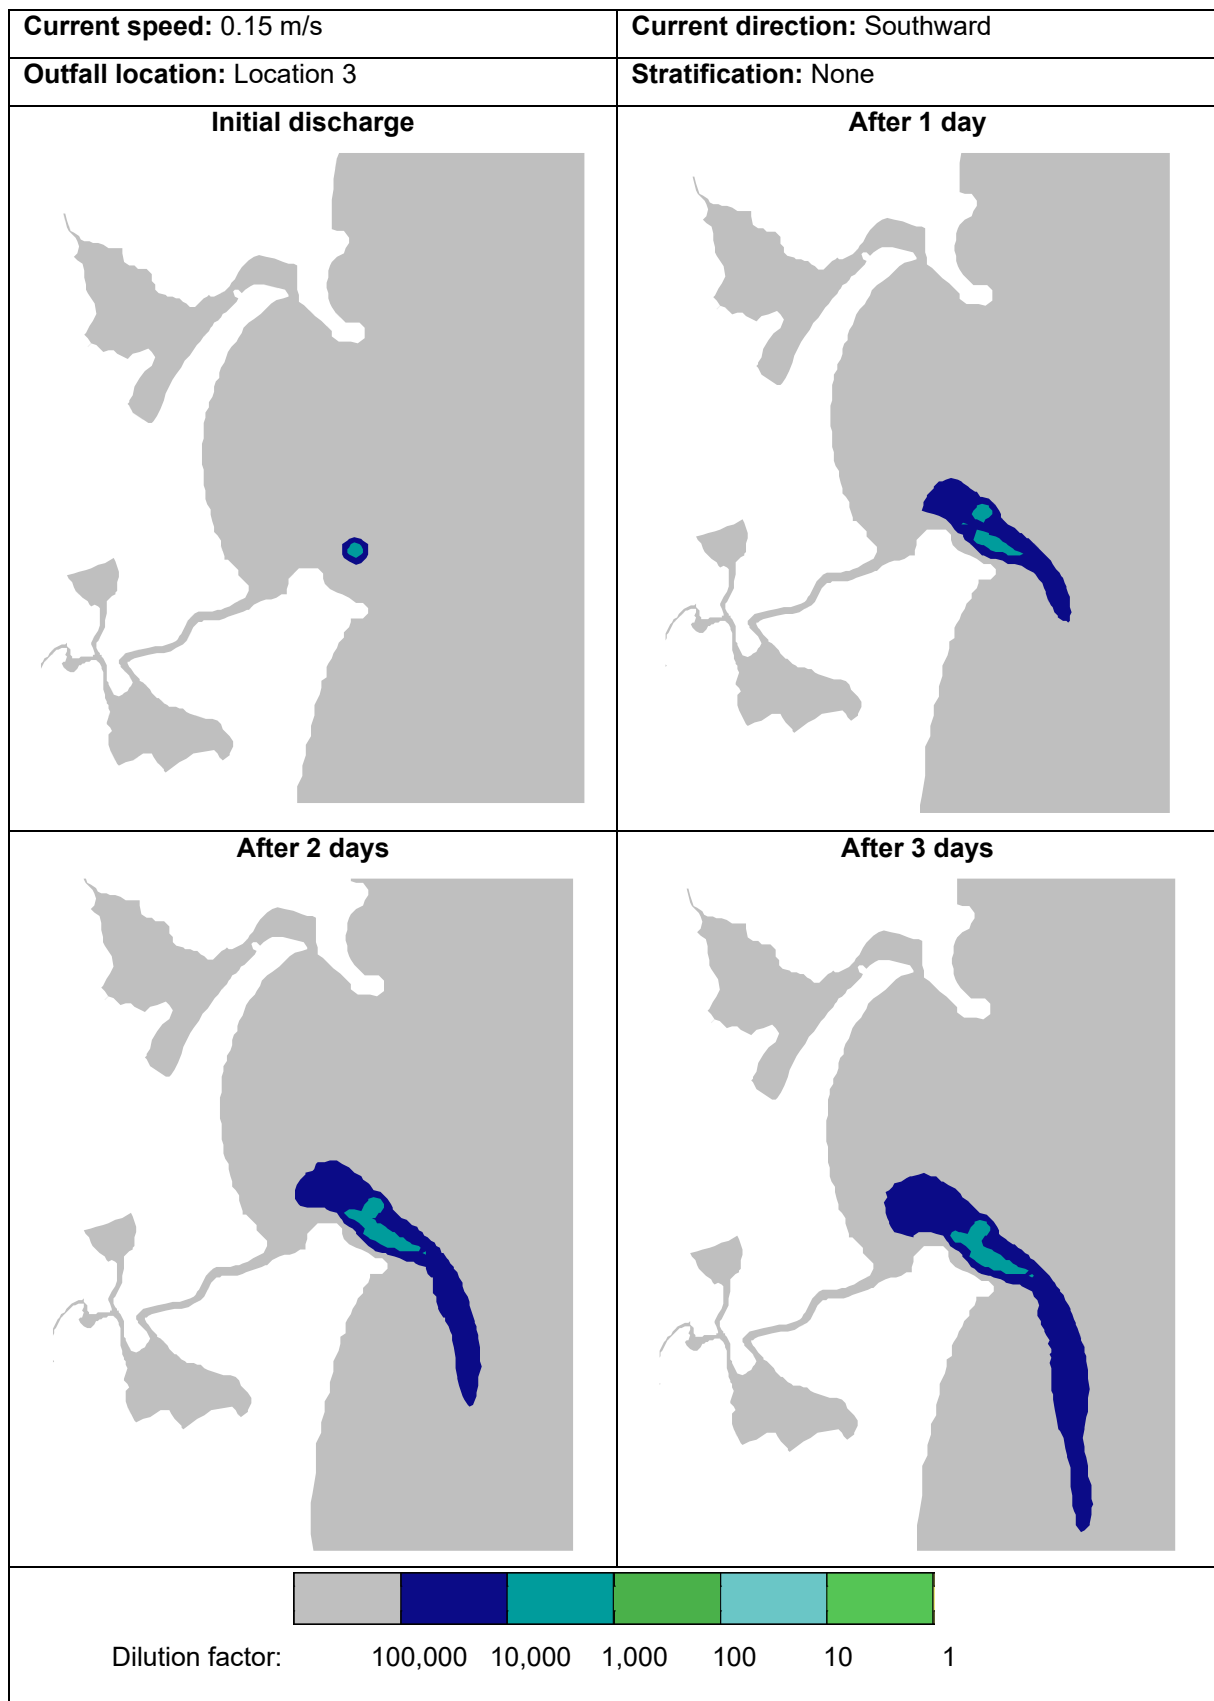 Current speed: 0.15 m/s
Current direction: Southward
Outfall location: Location 3
Stratification: None
Initial discharge
After 1 day
After 2 days
After 3 days
Dilution factor: 100,000 10,000 1,000 100 10 1